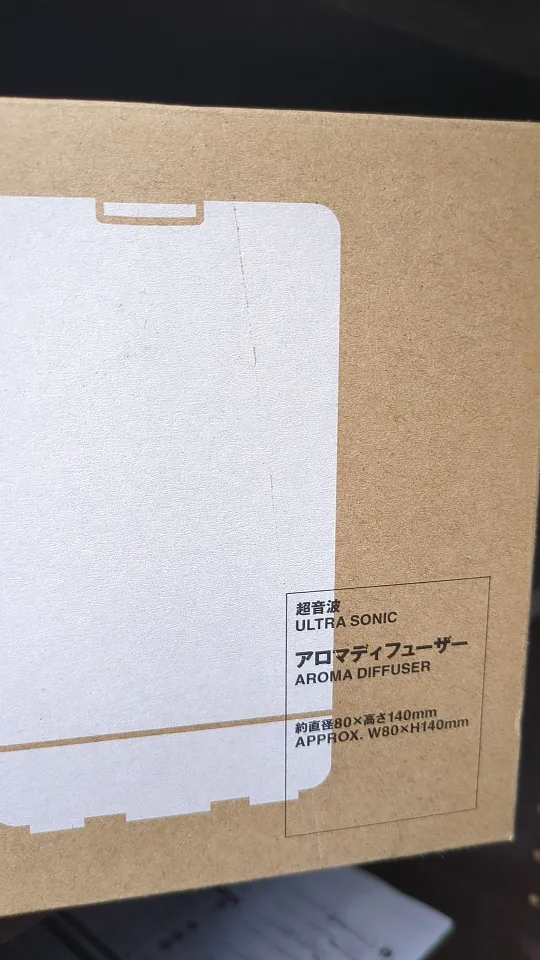 超音波
ULTRA SONIC
アロマディフューザー
AROMA DIFFUSER
約直径80×高さ140mm
APPROX. W80×H140mm